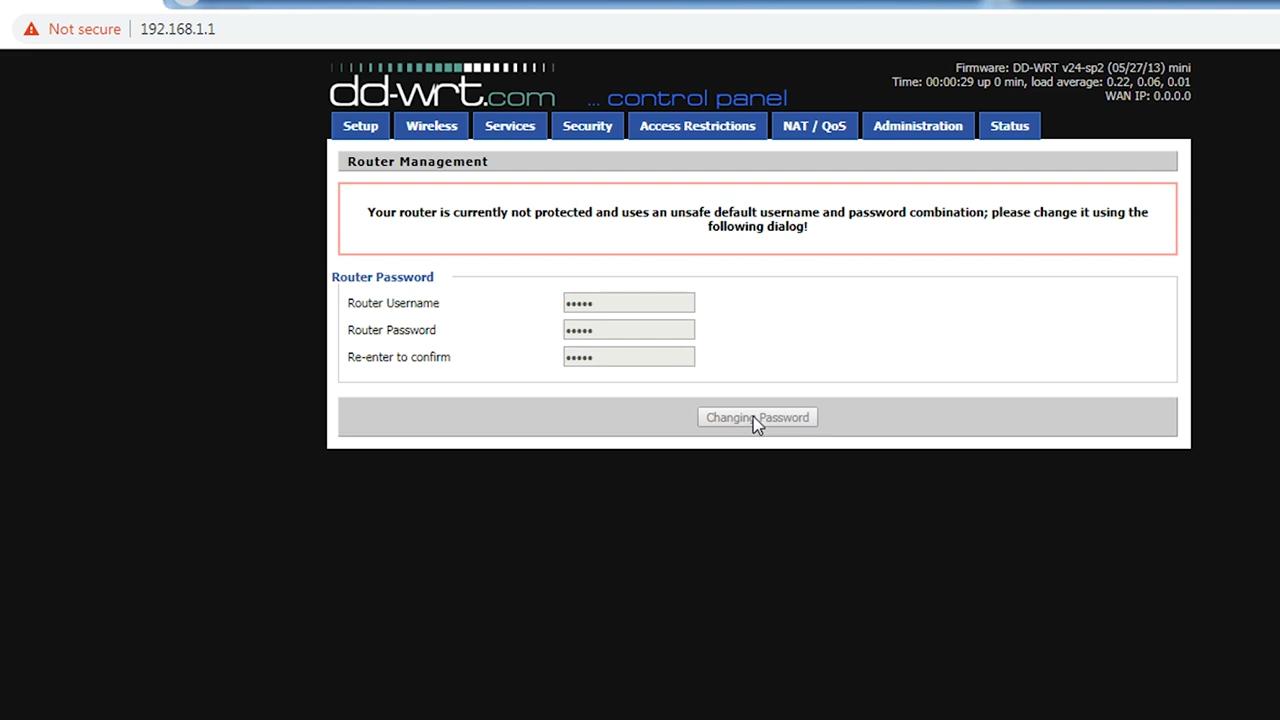 Not secure 192.168.1.1
Firmware: DD-WRT v24-sp2 (05/27/13) mini
Time: 00:00:29 up 0 min, load average: 0.22, 0.06, 0.01
WAN IP: 0.0.0.0
dd-wrt.com ... control panel
Setup Wireless Services Security Access Restrictions NAT / QoS Administration Status
Router Management
Your router is currently not protected and uses an unsafe default username and password combination; please change it using the
following dialog!
Router Password
Router Username •••••
Router Password •••••
Re-enter to confirm •••••
Changing Password